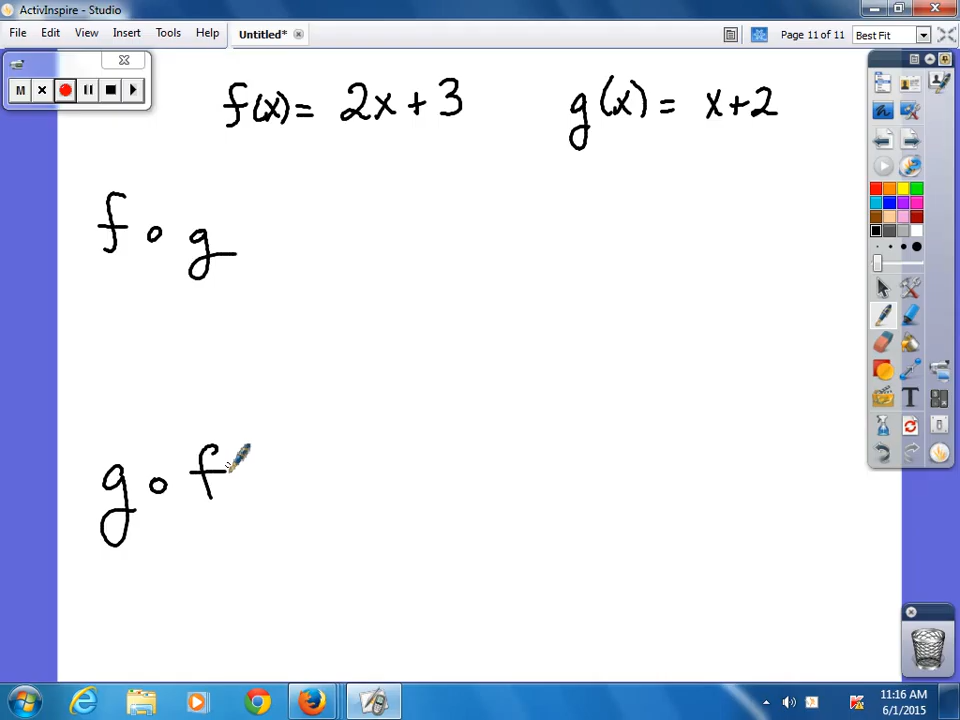 ActivInspire - Studio
File Edit View Insert Tools Help Untitled* Page 11 of 11 Best Fit
M
f(x) = 2x + 3 g(x) = x+2
f ∘ g
g ∘ f
T
11:16 AM
6/1/2015